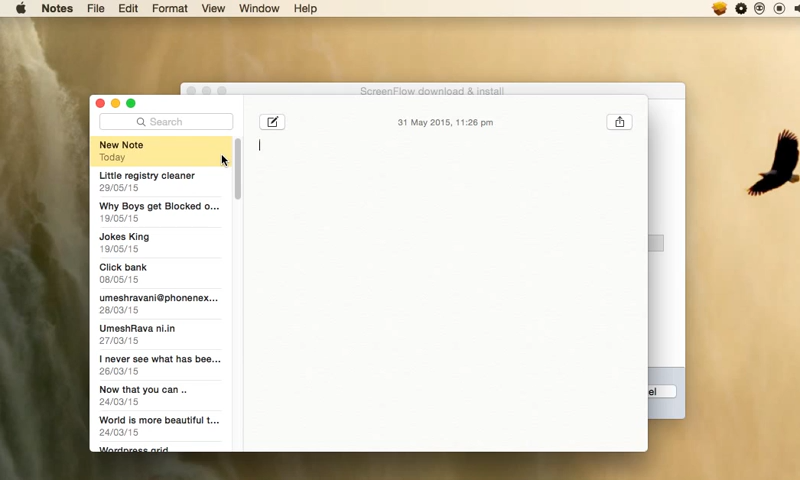 Notes File Edit Format View Window Help
ScreenFlow download & install
Search
31 May 2015, 11:26 pm
New Note
Today
Little registry cleaner
29/05/15
Why Boys get Blocked o...
19/05/15
Jokes King
19/05/15
Click bank
08/05/15
umeshravani@phonenex...
28/03/15
UmeshRava ni.in
27/03/15
I never see what has bee...
26/03/15
Now that you can ..
24/03/15
World is more beautiful t...
24/03/15
Wordpress grid
el